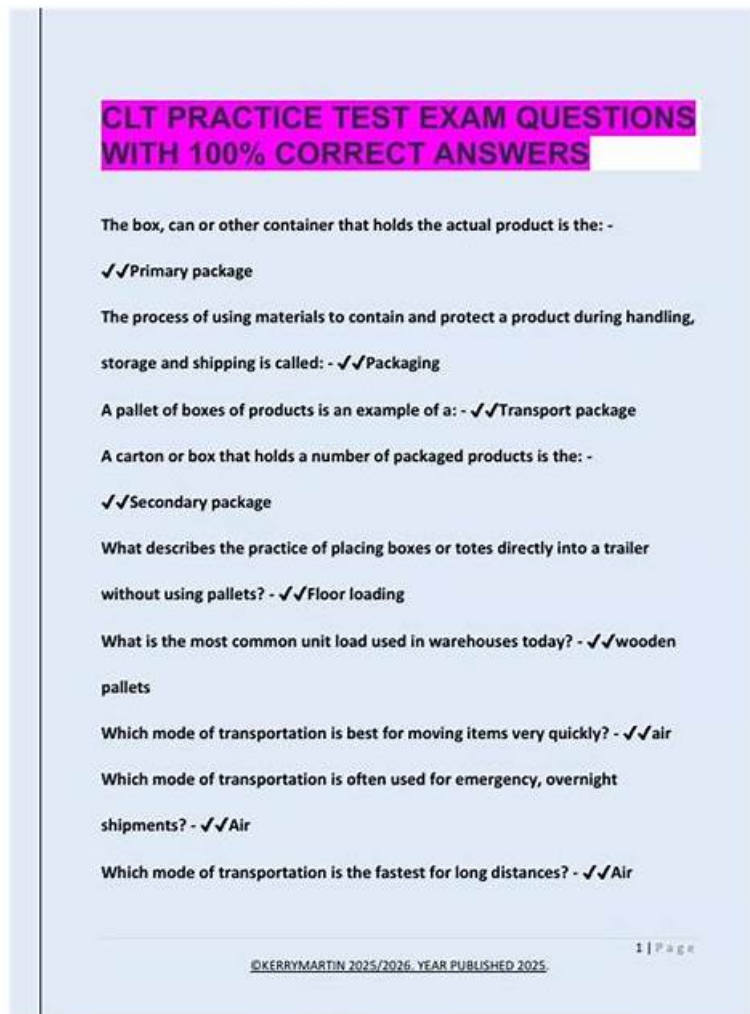 CLT PRACTICE TEST EXAM QUESTIONS
WITH 100% CORRECT ANSWERS
The box, can or other container that holds the actual product is the: -
✓✓Primary package
The process of using materials to contain and protect a product during handling,
storage and shipping is called: - ✓✓Packaging
A pallet of boxes of products is an example of a: - ✓✓Transport package
A carton or box that holds a number of packaged products is the: -
✓✓Secondary package
What describes the practice of placing boxes or totes directly into a trailer
without using pallets? - ✓✓Floor loading
What is the most common unit load used in warehouses today? - ✓✓wooden
pallets
Which mode of transportation is best for moving items very quickly? - ✓✓air
Which mode of transportation is often used for emergency, overnight
shipments? - ✓✓Air
Which mode of transportation is the fastest for long distances? - ✓✓Air
1 | Page
©KERRYMARTIN 2025/2026. YEAR PUBLISHED 2025.